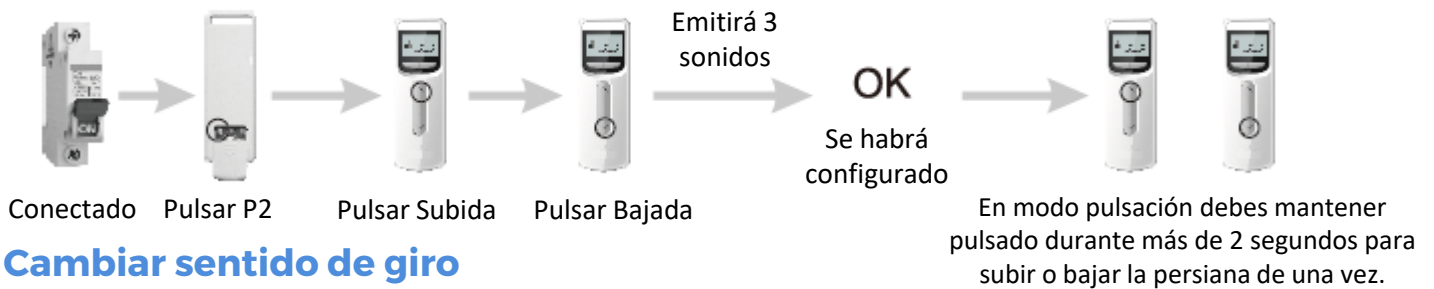 Emitirá 3
sonidos
ON
OK
Se habrá
configurado
Conectado
Pulsar P2
Pulsar Subida
Pulsar Bajada
En modo pulsación debes mantener
pulsado durante más de 2 segundos para
subir o bajar la persiana de una vez.
Cambiar sentido de giro